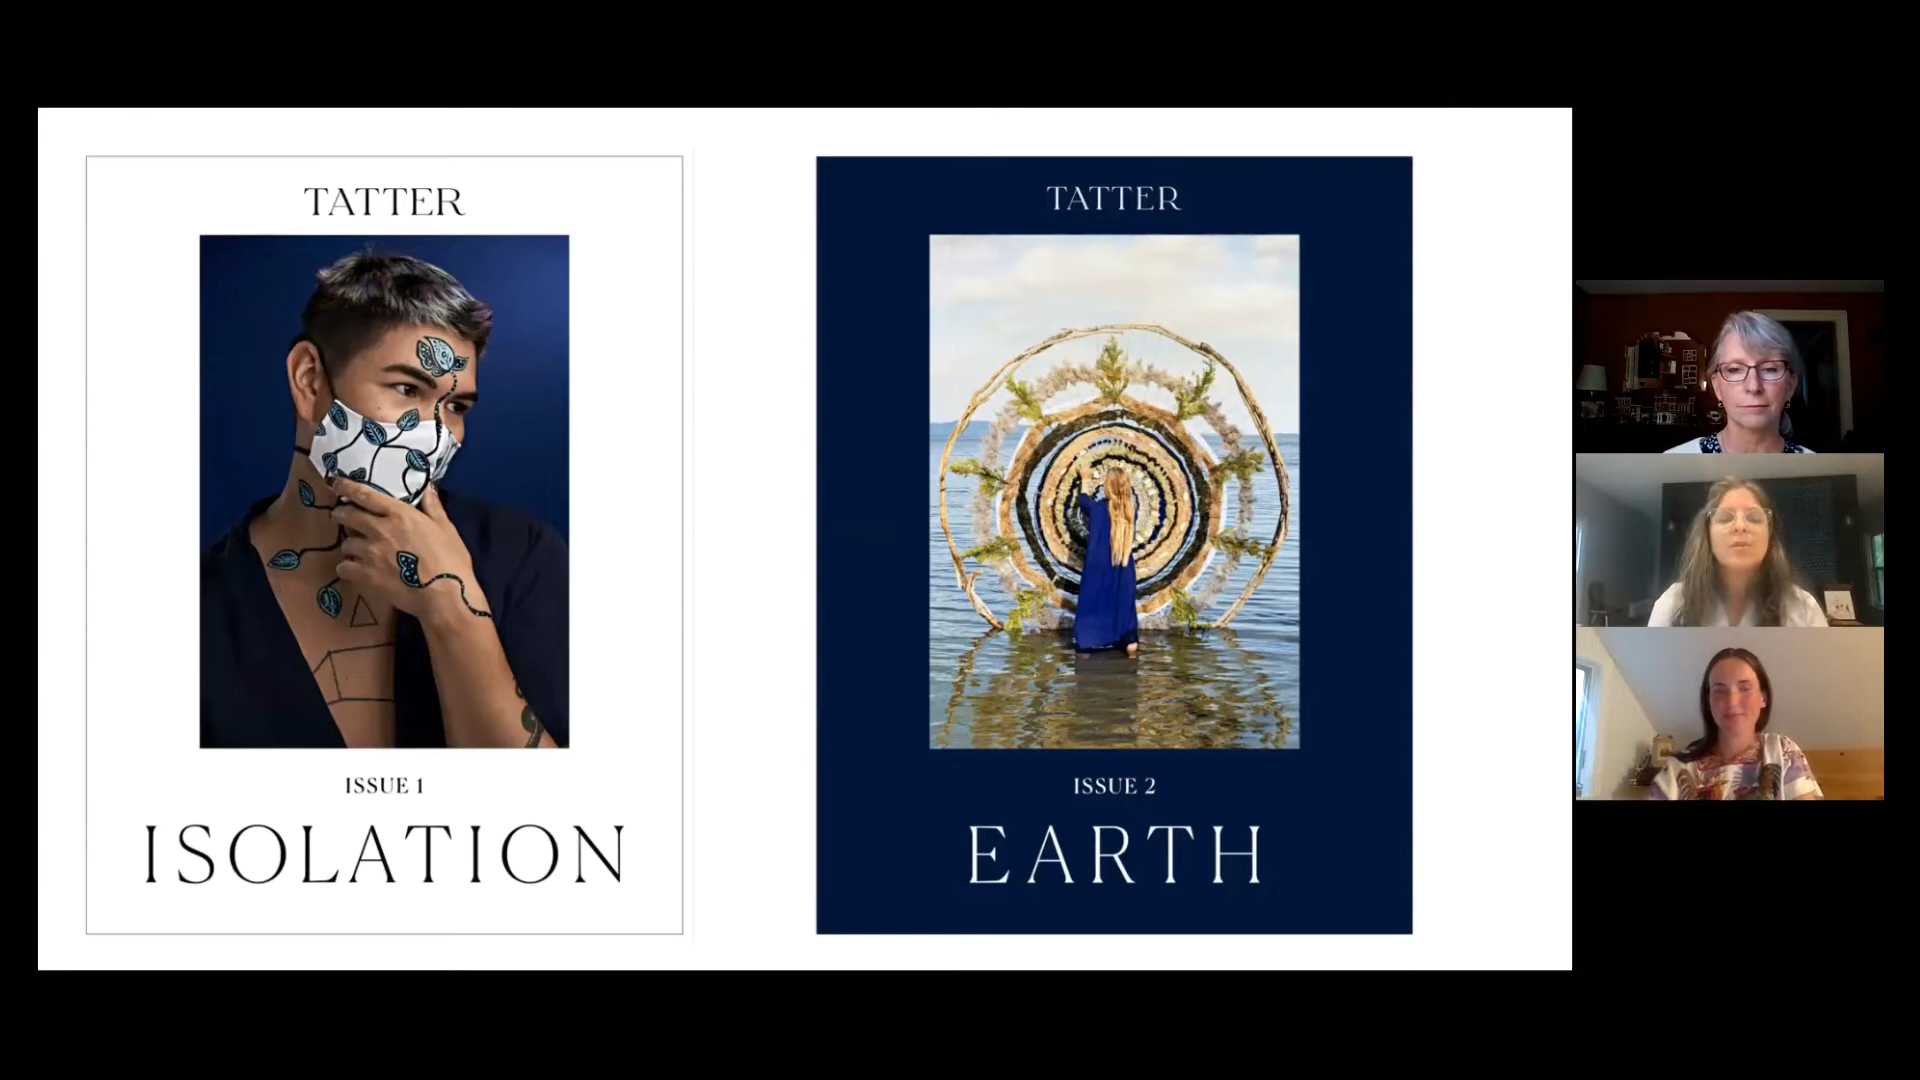 TATTER
ISSUE 1
ISOLATION
TATTER
ISSUE 2
EARTH